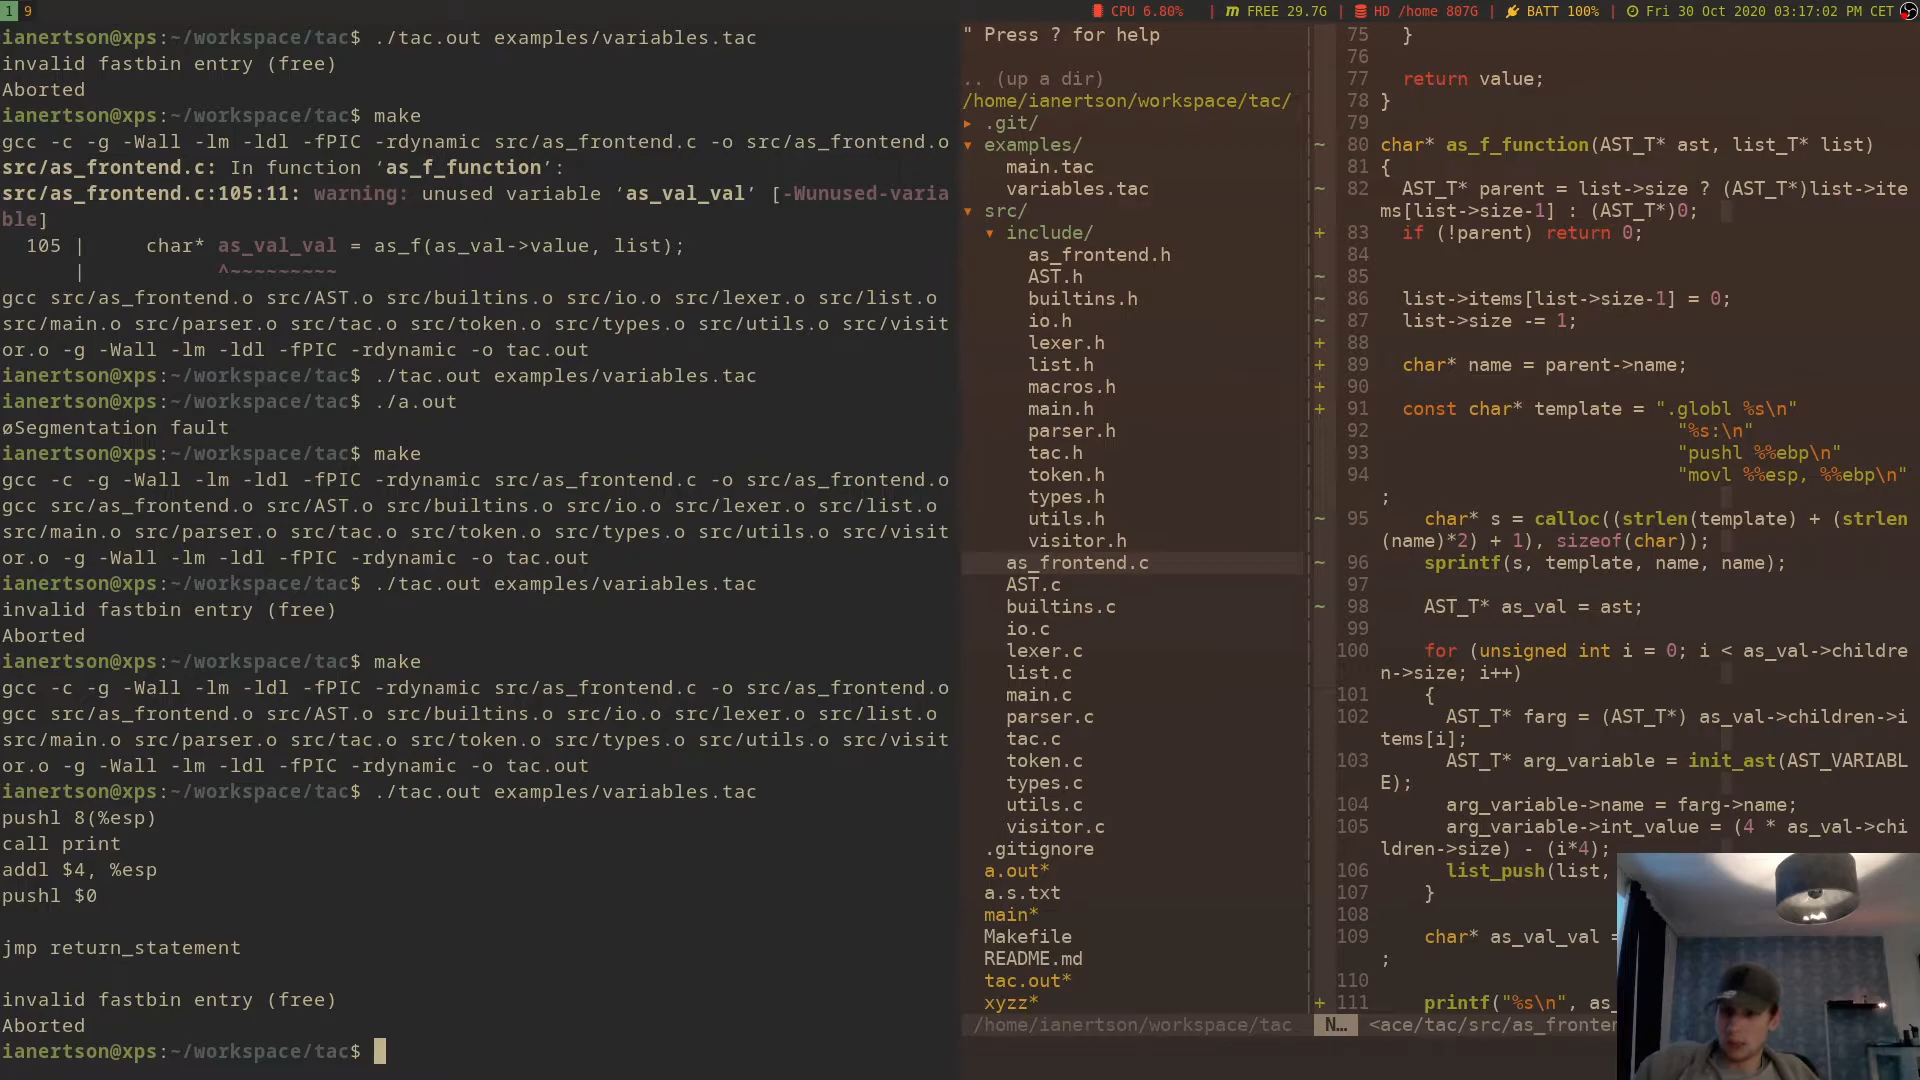 1 9
CPU 6.80% | FREE 29.7G | HD /home 807G | BATT 100% | Fri 30 Oct 2020 03:17:02 PM CET
ianertson@xps:~/workspace/tac$ ./tac.out examples/variables.tac
invalid fastbin entry (free)
Aborted
ianertson@xps:~/workspace/tac$ make
gcc -c -g -Wall -lm -ldl -fPIC -rdynamic src/as_frontend.c -o src/as_frontend.o
src/as_frontend.c: In function ‘as_f_function’:
src/as_frontend.c:105:11: warning: unused variable ‘as_val_val’ [-Wunused-varia
ble]
  105 |     char* as_val_val = as_f(as_val->value, list);
      |           ^~~~~~~~~~
gcc src/as_frontend.o src/AST.o src/builtins.o src/io.o src/lexer.o src/list.o
src/main.o src/parser.o src/tac.o src/token.o src/types.o src/utils.o src/visit
or.o -g -Wall -lm -ldl -fPIC -rdynamic -o tac.out
ianertson@xps:~/workspace/tac$ ./tac.out examples/variables.tac
ianertson@xps:~/workspace/tac$ ./a.out
øSegmentation fault
ianertson@xps:~/workspace/tac$ make
gcc -c -g -Wall -lm -ldl -fPIC -rdynamic src/as_frontend.c -o src/as_frontend.o
gcc src/as_frontend.o src/AST.o src/builtins.o src/io.o src/lexer.o src/list.o
src/main.o src/parser.o src/tac.o src/token.o src/types.o src/utils.o src/visit
or.o -g -Wall -lm -ldl -fPIC -rdynamic -o tac.out
ianertson@xps:~/workspace/tac$ ./tac.out examples/variables.tac
invalid fastbin entry (free)
Aborted
ianertson@xps:~/workspace/tac$ make
gcc -c -g -Wall -lm -ldl -fPIC -rdynamic src/as_frontend.c -o src/as_frontend.o
gcc src/as_frontend.o src/AST.o src/builtins.o src/io.o src/lexer.o src/list.o
src/main.o src/parser.o src/tac.o src/token.o src/types.o src/utils.o src/visit
or.o -g -Wall -lm -ldl -fPIC -rdynamic -o tac.out
ianertson@xps:~/workspace/tac$ ./tac.out examples/variables.tac
pushl 8(%esp)
call print
addl $4, %esp
pushl $0
jmp return_statement
invalid fastbin entry (free)
Aborted
ianertson@xps:~/workspace/tac$
" Press ? for help
.. (up a dir)
/home/ianertson/workspace/tac/
▸ .git/
▾ examples/
main.tac
variables.tac
▾ src/
▾ include/
as_frontend.h
AST.h
builtins.h
io.h
lexer.h
list.h
macros.h
main.h
parser.h
tac.h
token.h
types.h
utils.h
visitor.h
as_frontend.c
AST.c
builtins.c
io.c
lexer.c
list.c
main.c
parser.c
tac.c
token.c
types.c
utils.c
visitor.c
.gitignore
a.out*
a.s.txt
main*
Makefile
README.md
tac.out*
xyzz*
/home/ianertson/workspace/tac
75   }
76
77   return value;
78 }
79
~ 80 char* as_f_function(AST_T* ast, list_T* list)
81 {
~ 82   AST_T* parent = list->size ? (AST_T*)list->ite
ms[list->size-1] : (AST_T*)0;
+ 83   if (!parent) return 0;
84
~ 85
~ 86   list->items[list->size-1] = 0;
~ 87   list->size -= 1;
+ 88
+ 89   char* name = parent->name;
+ 90
+ 91   const char* template = ".globl %s\n"
92                            "%s:\n"
93                            "pushl %%ebp\n"
94                            "movl %%esp, %%ebp\n"
;
~ 95     char* s = calloc((strlen(template) + (strlen
(name)*2) + 1), sizeof(char));
~ 96     sprintf(s, template, name, name);
97
~ 98     AST_T* as_val = ast;
99
100     for (unsigned int i = 0; i < as_val->childre
n->size; i++)
101     {
102       AST_T* farg = (AST_T*) as_val->children->i
tems[i];
103       AST_T* arg_variable = init_ast(AST_VARIABL
E);
104       arg_variable->name = farg->name;
105       arg_variable->int_value = (4 * as_val->chi
ldren->size) - (i*4);
106       list_push(list,
107     }
108
109     char* as_val_val =
;
110
+ 111     printf("%s\n", as_
N… <ace/tac/src/as_fronten